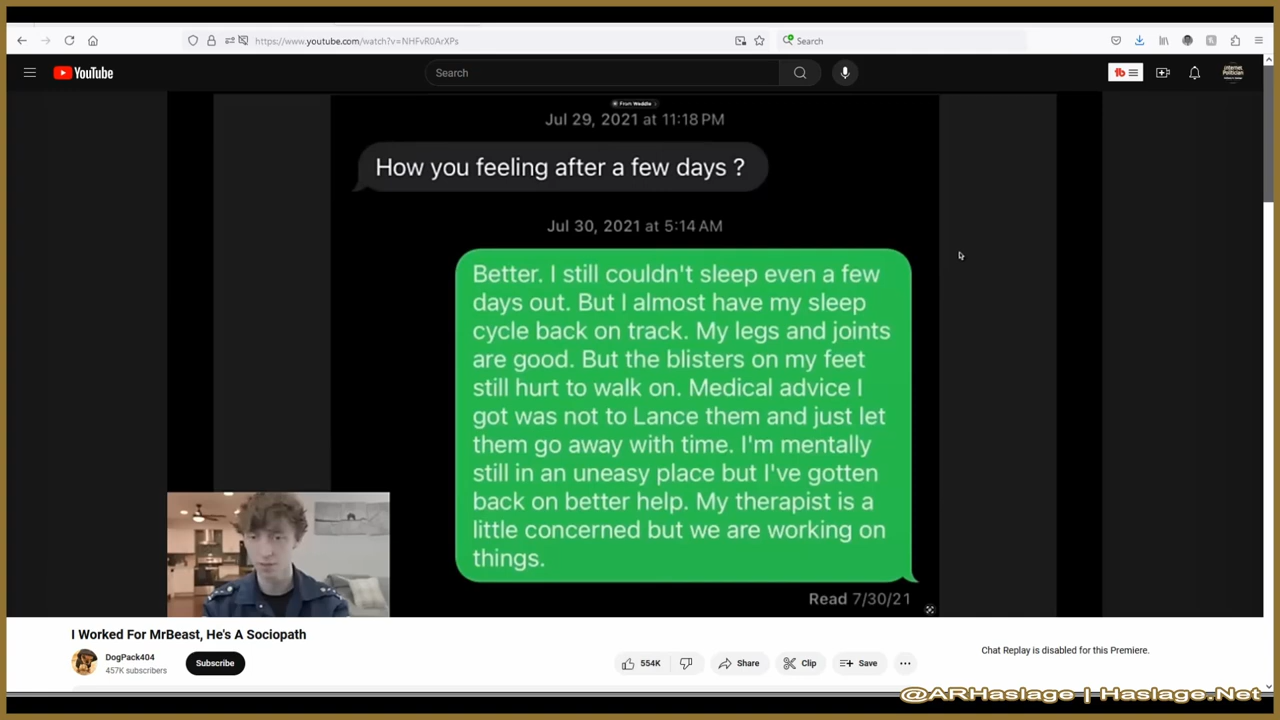 https://www.youtube.com/watch?v=NHFvR0ArXPs
Search
YouTube
Search
From Weddle
Jul 29, 2021 at 11:18 PM
How you feeling after a few days ?
Jul 30, 2021 at 5:14 AM
Better. I still couldn't sleep even a few
days out. But I almost have my sleep
cycle back on track. My legs and joints
are good. But the blisters on my feet
still hurt to walk on. Medical advice I
got was not to Lance them and just let
them go away with time. I'm mentally
still in an uneasy place but I've gotten
back on better help. My therapist is a
little concerned but we are working on
things.
Read 7/30/21
I Worked For MrBeast, He's A Sociopath
DogPack404
457K subscribers
Subscribe
554K
Share
Clip
Save
Chat Replay is disabled for this Premiere.
@ARHaslage | Haslage.Net